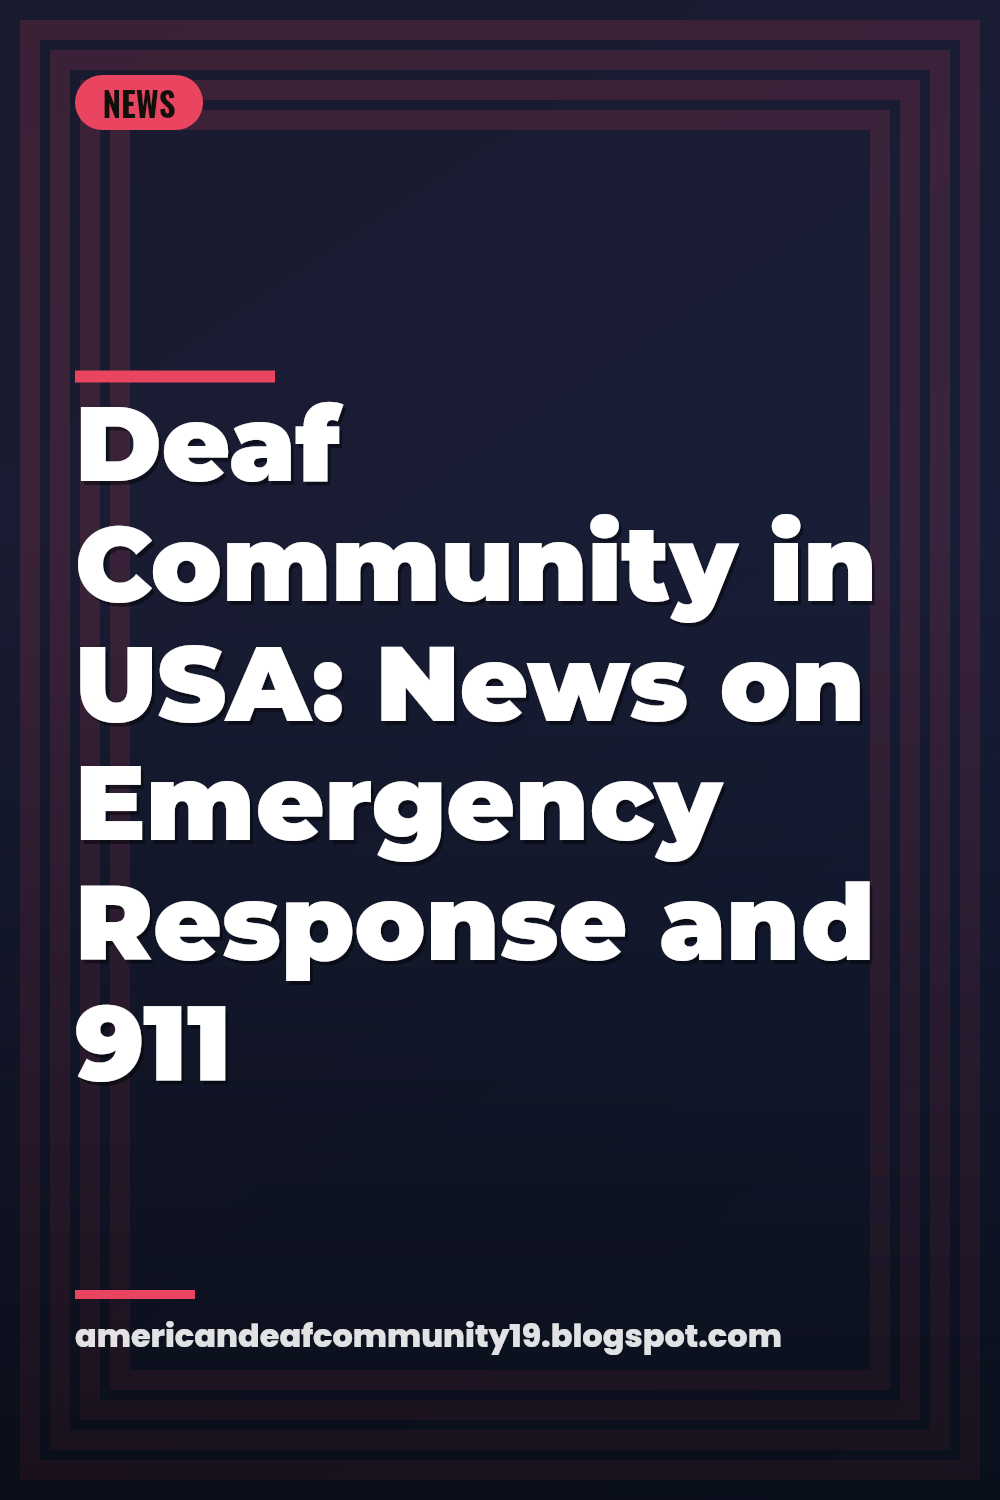 NEWS
Deaf
Community in
USA: News on
Emergency
Response and
911
americandeafcommunity19.blogspot.com